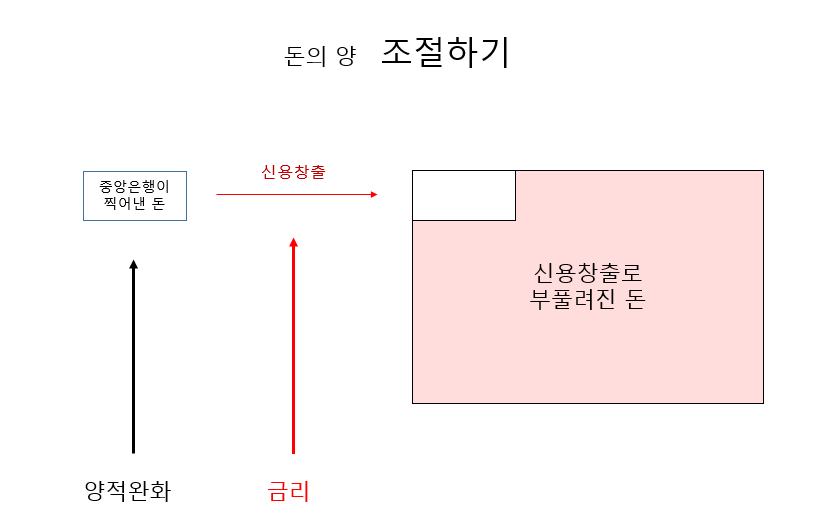 돈의 양 조절하기
신용창출
중앙은행이
찍어낸 돈
신용창출로
부풀려진 돈
양적완화
금리